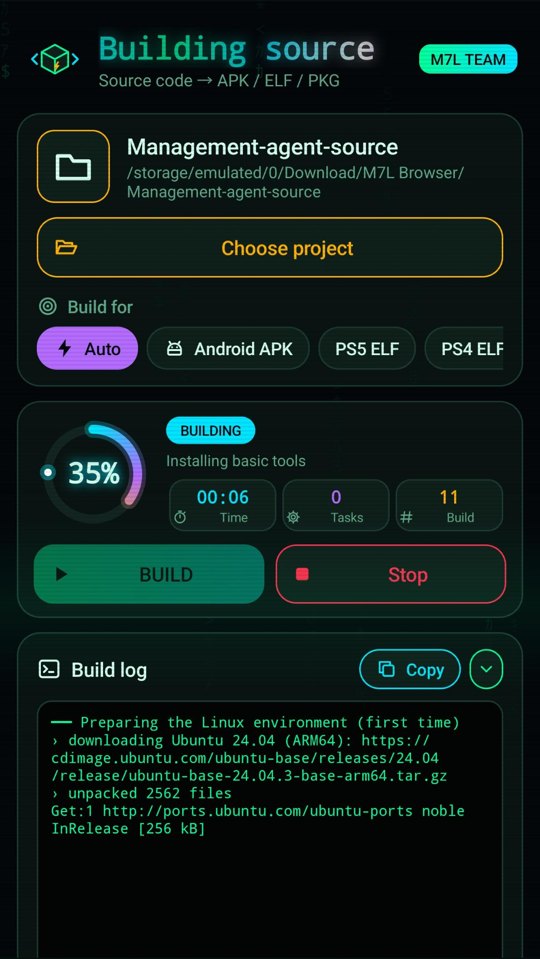 Building source
M7L TEAM
Source code → APK / ELF / PKG
Management-agent-source
/storage/emulated/0/Download/M7L Browser/
Management-agent-source
Choose project
Build for
Auto
Android APK
PS5 ELF
PS4 ELF
35%
BUILDING
Installing basic tools
00:06
Time
0
Tasks
11
# Build
BUILD
Stop
Build log
Copy
━━ Preparing the Linux environment (first time)
› downloading Ubuntu 24.04 (ARM64): https://
cdimage.ubuntu.com/ubuntu-base/releases/24.04
/release/ubuntu-base-24.04.3-base-arm64.tar.gz
› unpacked 2562 files
Get:1 http://ports.ubuntu.com/ubuntu-ports noble
InRelease [256 kB]